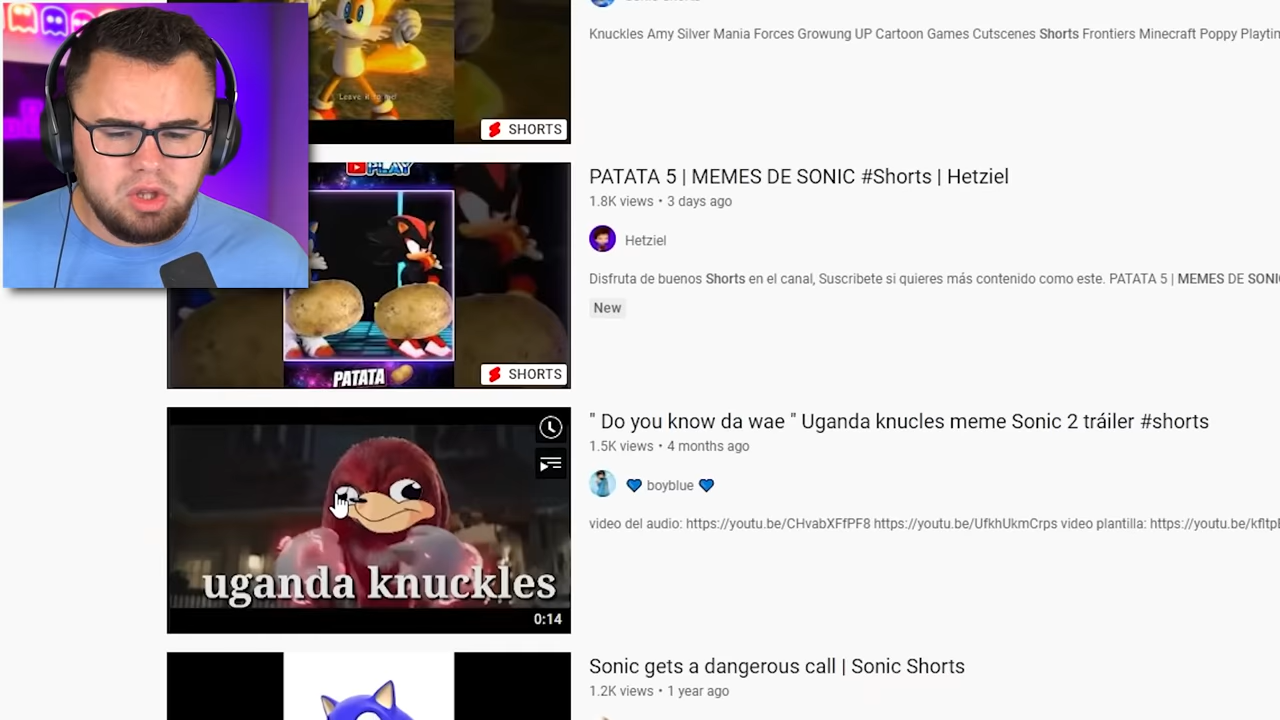 Knuckles Amy Silver Mania Forces Growung UP Cartoon Games Cutscenes Shorts Frontiers Minecraft Poppy Playtin
Leave it to me!
SHORTS
PLAY
PATATA
SHORTS
PATATA 5 | MEMES DE SONIC #Shorts | Hetziel
1.8K views • 3 days ago
Hetziel
Disfruta de buenos Shorts en el canal, Suscribete si quieres más contenido como este. PATATA 5 | MEMES DE SONIC
New
uganda knuckles
0:14
" Do you know da wae " Uganda knucles meme Sonic 2 tráiler #shorts
1.5K views • 4 months ago
💙 boyblue 💙
video del audio: https://youtu.be/CHvabXFfPF8 https://youtu.be/UfkhUkmCrps video plantilla: https://youtu.be/kfltpE
Sonic gets a dangerous call | Sonic Shorts
1.2K views • 1 year ago